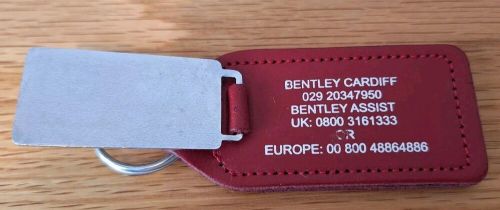 BENTLEY CARDIFF
029 20347950
BENTLEY ASSIST
UK: 0800 3161333
OR
EUROPE: 00 800 48864886